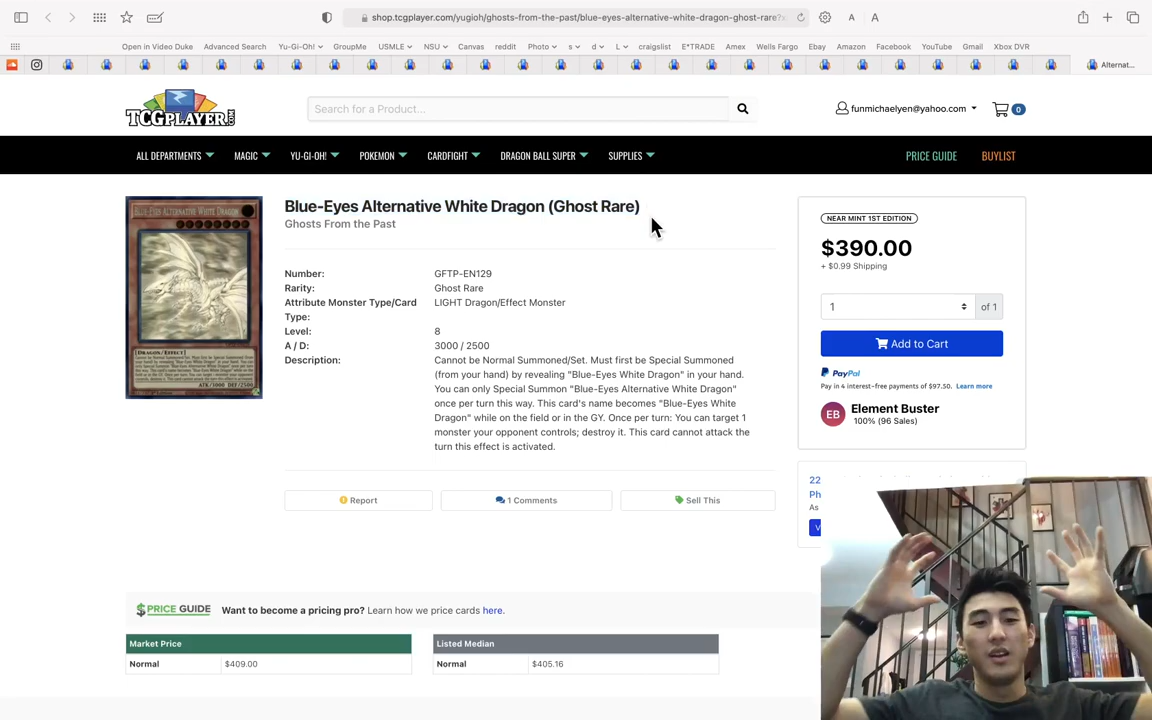 shop.tcgplayer.com/yugioh/ghosts-from-the-past/blue-eyes-alternative-white-dragon-ghost-rare?
A A
Open in Video Duke Advanced Search Yu-Gi-Oh! GroupMe USMLE NSU Canvas reddit Photo s d L craigslist E*TRADE Amex Wells Fargo Ebay Amazon Facebook YouTube Gmail Xbox DVR
Alternat...
TCGPLAYER.COM
Search for a Product...
funmichaelyen@yahoo.com
0
ALL DEPARTMENTS MAGIC YU-GI-OH! POKEMON CARDFIGHT DRAGON BALL SUPER SUPPLIES PRICE GUIDE BUYLIST
BLUE-EYES ALTERNATIVE WHITE DRAGON
[DRAGON/EFFECT]
ATK/3000 DEF/2500
Blue-Eyes Alternative White Dragon (Ghost Rare)
Ghosts From the Past
Number: GFTP-EN129
Rarity: Ghost Rare
Attribute Monster Type/Card LIGHT Dragon/Effect Monster
Type:
Level: 8
A / D: 3000 / 2500
Description: Cannot be Normal Summoned/Set. Must first be Special Summoned
(from your hand) by revealing "Blue-Eyes White Dragon" in your hand.
You can only Special Summon "Blue-Eyes Alternative White Dragon"
once per turn this way. This card's name becomes "Blue-Eyes White
Dragon" while on the field or in the GY. Once per turn: You can target 1
monster your opponent controls; destroy it. This card cannot attack the
turn this effect is activated.
Report
1 Comments
Sell This
NEAR MINT 1ST EDITION
$390.00
+ $0.99 Shipping
1 of 1
Add to Cart
PayPal
Pay in 4 interest-free payments of $97.50. Learn more
EB
Element Buster
100% (96 Sales)
22
Ph
As
V
PRICE GUIDE Want to become a pricing pro? Learn how we price cards here.
Market Price
Normal $409.00
Listed Median
Normal $405.16